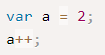 var a = 2;
a++;